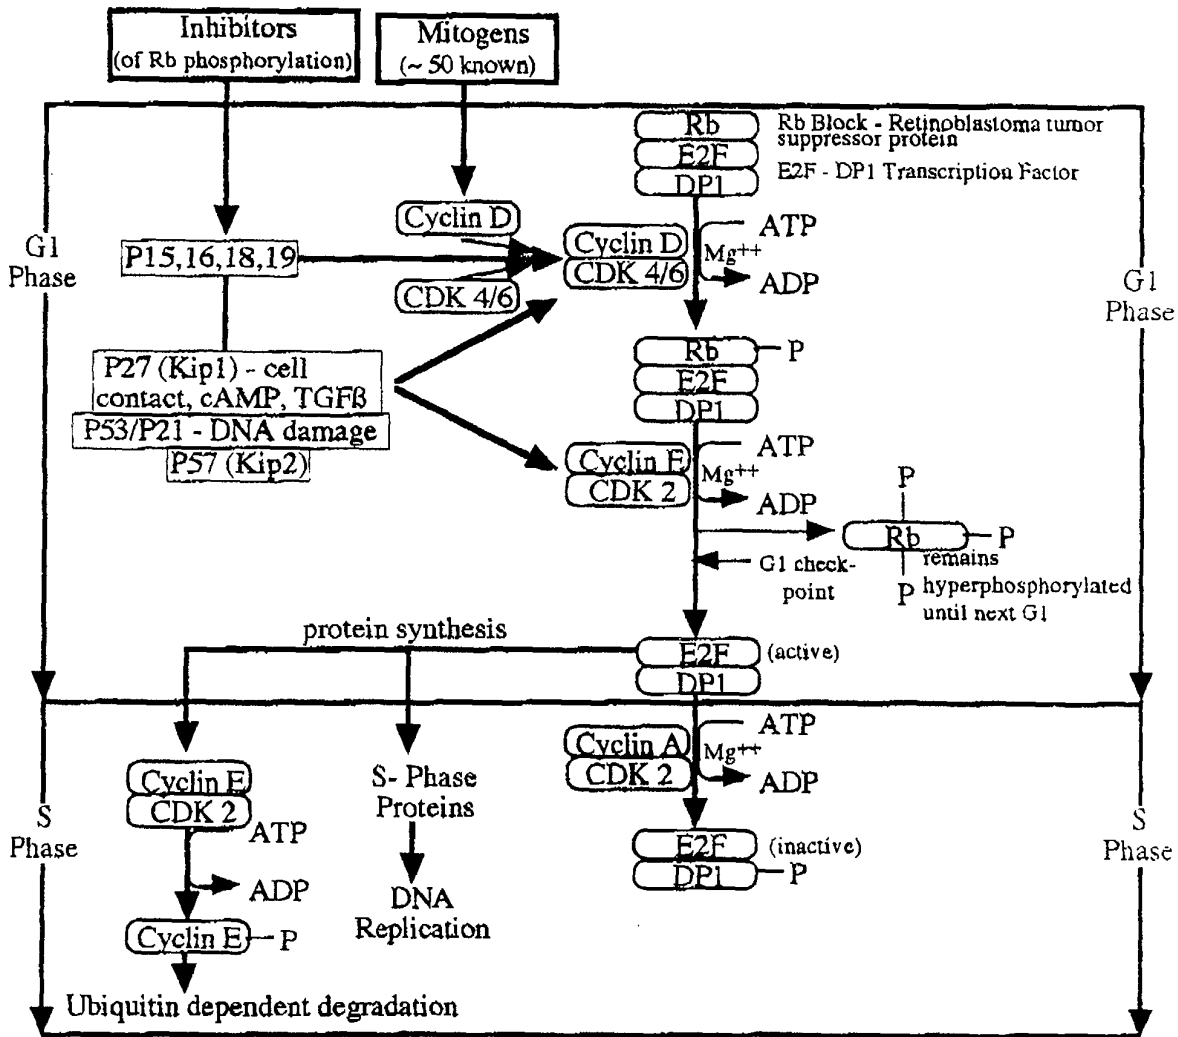 Inhibitors
(of Rb phosphorylation)
Mitogens
(~ 50 known)
Rb
E2F
DP1
Rb Block - Retinoblastoma tumor
suppressor protein
E2F - DP1 Transcription Factor
G1
Phase
Cyclin D
P15,16,18,19
CDK 4/6
Cyclin D
CDK 4/6
ATP
Mg++
ADP
G1
Phase
Rb
P
E2F
DP1
P27 (Kip1) - cell
contact, cAMP, TGFß
P53/P21 - DNA damage
P57 (Kip2)
Cyclin E
CDK 2
ATP
Mg++
ADP
P
Rb
P
P
remains
hyperphosphorylated
until next G1
G1 check-
point
protein synthesis
E2F
(active)
DP1
Cyclin A
CDK 2
ATP
Mg++
ADP
S
Phase
Cyclin E
CDK 2
ATP
ADP
Cyclin E
P
Ubiquitin dependent degradation
S- Phase
Proteins
DNA
Replication
E2F
(inactive)
DP1
P
S
Phase